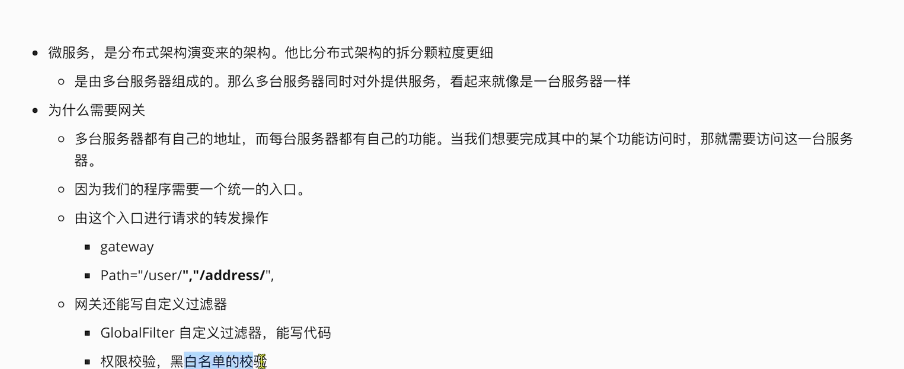 微服务，是分布式架构演变来的架构。他比分布式架构的拆分颗粒度更细
是由多台服务器组成的。那么多台服务器同时对外提供服务，看起来就像是一台服务器一样
为什么需要网关
多台服务器都有自己的地址，而每台服务器都有自己的功能。当我们想要完成其中的某个功能访问时，那就需要访问这一台服务
器。
因为我们的程序需要一个统一的入口。
由这个入口进行请求的转发操作
gateway
Path="/user/","/address/",
网关还能写自定义过滤器
GlobalFilter 自定义过滤器，能写代码
权限校验，黑白名单的校验